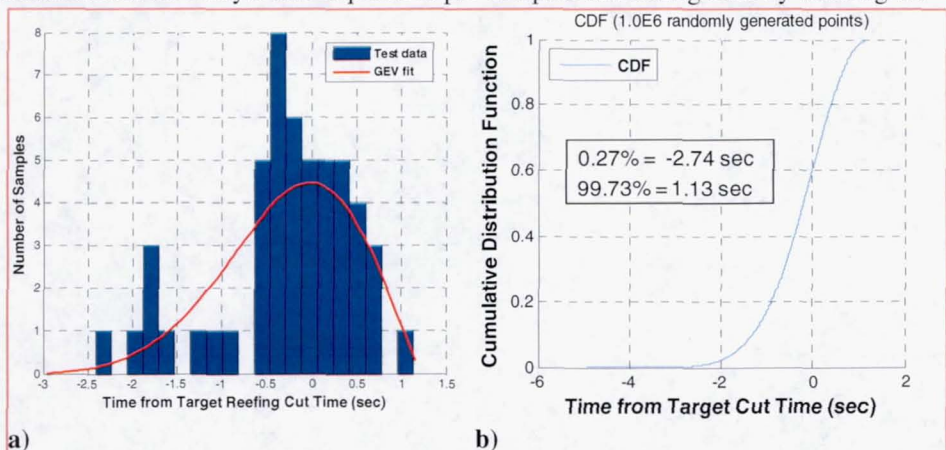 8
7
6
5
4
3
2
1
0
-3 -2.5 -2 -1.5 -1 -0.5 0 0.5 1 1.5
Number of Samples
Time from Target Reefing Cut Time (sec)
Test data
GEV fit
a)
CDF (1.0E6 randomly generated points)
1
0.8
0.6
0.4
0.2
0
-6 -4 -2 0 2
Cumulative Distribution Function
Time from Target Cut Time (sec)
CDF
0.27% = -2.74 sec
99.73% = 1.13 sec
b)